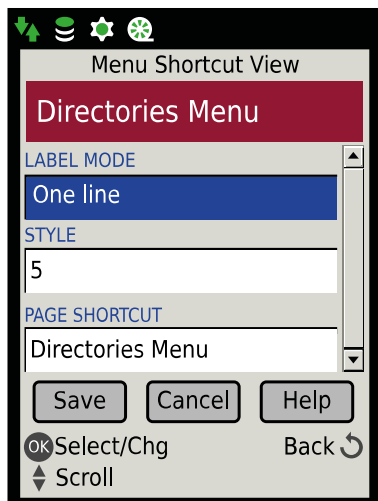 Menu Shortcut View
Directories Menu
LABEL MODE
One line
STYLE
5
PAGE SHORTCUT
Directories Menu
Save Cancel Help
OK Select/Chg Back
Scroll